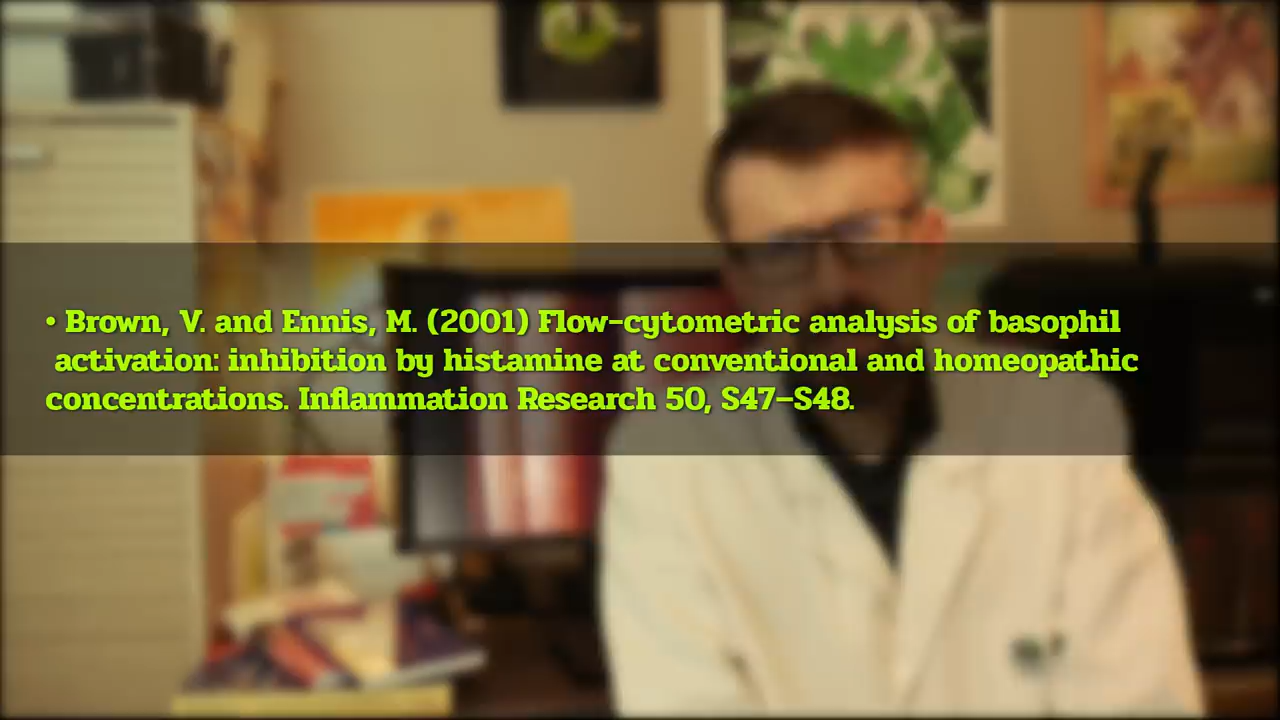 • Brown, V. and Ennis, M. (2001) Flow-cytometric analysis of basophil
activation: inhibition by histamine at conventional and homeopathic
concentrations. Inflammation Research 50, S47-S48.